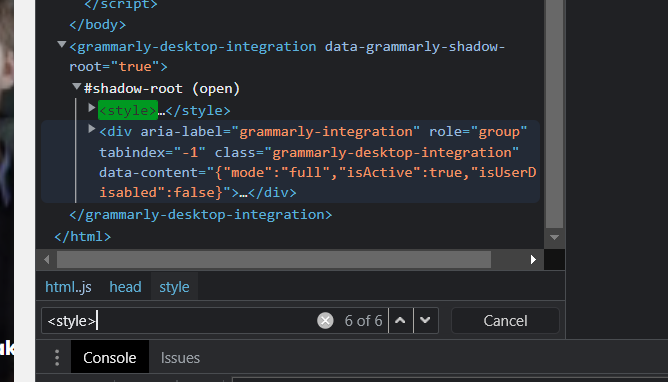 </script>
</body>
<grammarly-desktop-integration data-grammarly-shadow-
root="true">
#shadow-root (open)
<style>…</style>
<div aria-label="grammarly-integration" role="group"
tabindex="-1" class="grammarly-desktop-integration"
data-content="{"mode":"full","isActive":true,"isUserD
isabled":false}">…</div>
</grammarly-desktop-integration>
</html>
html..js head style
<style> 6 of 6 Cancel
ak
Console Issues